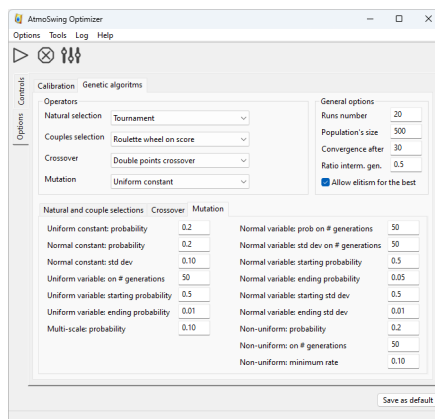 AtmoSwing Optimizer
Options Tools Log Help
Controls
Options
Calibration Genetic algoritms
Operators
Natural selection Tournament
Couples selection Roulette wheel on score
Crossover Double points crossover
Mutation Uniform constant
General options
Runs number 20
Population's size 500
Convergence after 30
Ratio interm. gen. 0.5
Allow elitism for the best
Natural and couple selections Crossover Mutation
Uniform constant: probability 0.2
Normal constant: probability 0.2
Normal constant: std dev 0.10
Uniform variable: on # generations 50
Uniform variable: starting probability 0.5
Uniform variable: ending probability 0.01
Multi-scale: probability 0.10
Normal variable: prob on # generations 50
Normal variable: std dev on # generations 50
Normal variable: starting probability 0.5
Normal variable: ending probability 0.05
Normal variable: starting std dev 0.5
Normal variable: ending std dev 0.01
Non-uniform: probability 0.2
Non-uniform: on # generations 50
Non-uniform: minimum rate 0.10
Save as default